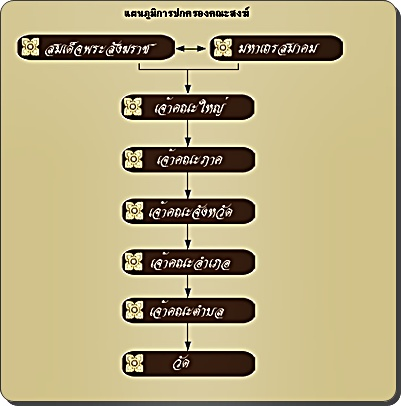 แผนภูมิการปกครองคณะสงฆ์
สมเด็จพระสังฆราช
มหาเถรสมาคม
เจ้าคณะใหญ่
เจ้าคณะภาค
เจ้าคณะจังหวัด
เจ้าคณะอำเภอ
เจ้าคณะตำบล
วัด